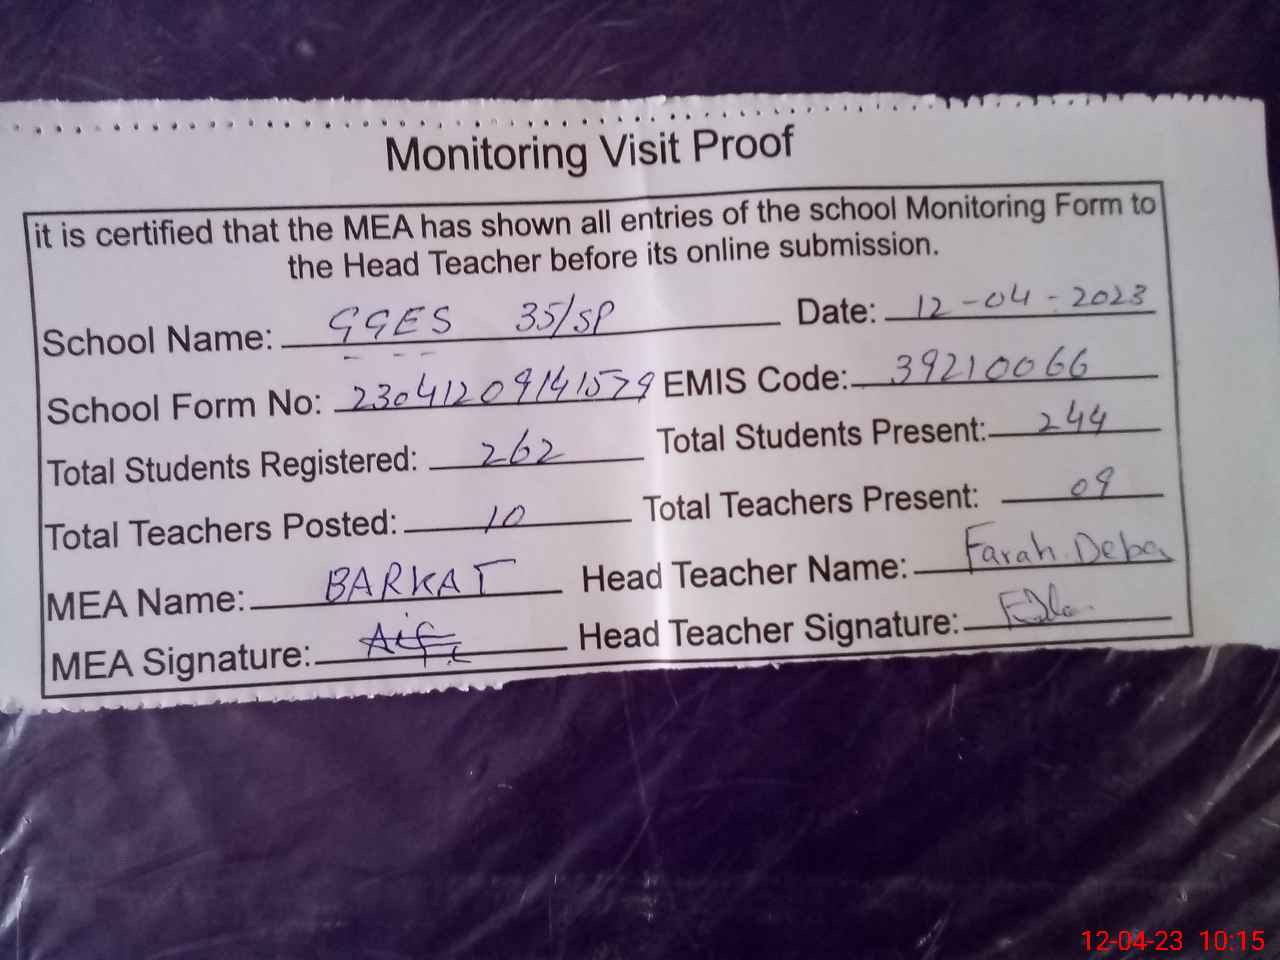 Monitoring Visit Proof
it is certified that the MEA has shown all entries of the school Monitoring Form to
the Head Teacher before its online submission.
School Name: GGES 35/SP Date: 12-04-2023
School Form No: 23041209141579 EMIS Code: 39210066
Total Students Registered: 262 Total Students Present: 244
Total Teachers Posted: 10 Total Teachers Present: 09
MEA Name: BARKAT Head Teacher Name: Farah Deba
MEA Signature: Head Teacher Signature:
12-04-23 10:15